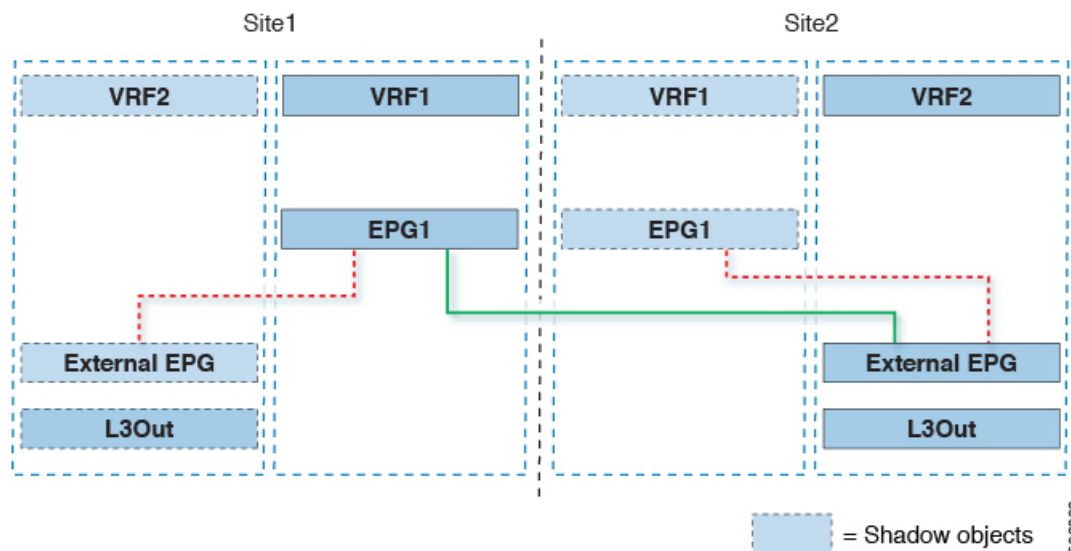 Site1 Site2
VRF2 VRF1 VRF1 VRF2
EPG1 EPG1
External EPG External EPG
L3Out L3Out
= Shadow objects